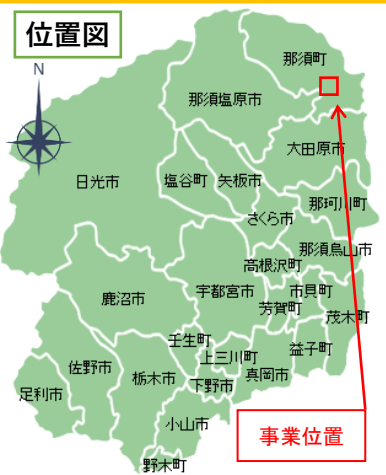 位置図
N
那須町
那須塩原市
大田原市
日光市
塩谷町
矢板市
那珂川町
さくら市
那須烏山市
高根沢町
鹿沼市
宇都宮市
市貝町
芳賀町
茂木町
壬生町
上三川町
益子町
佐野市
栃木市
下野市
真岡市
足利市
小山市
野木町
事業位置